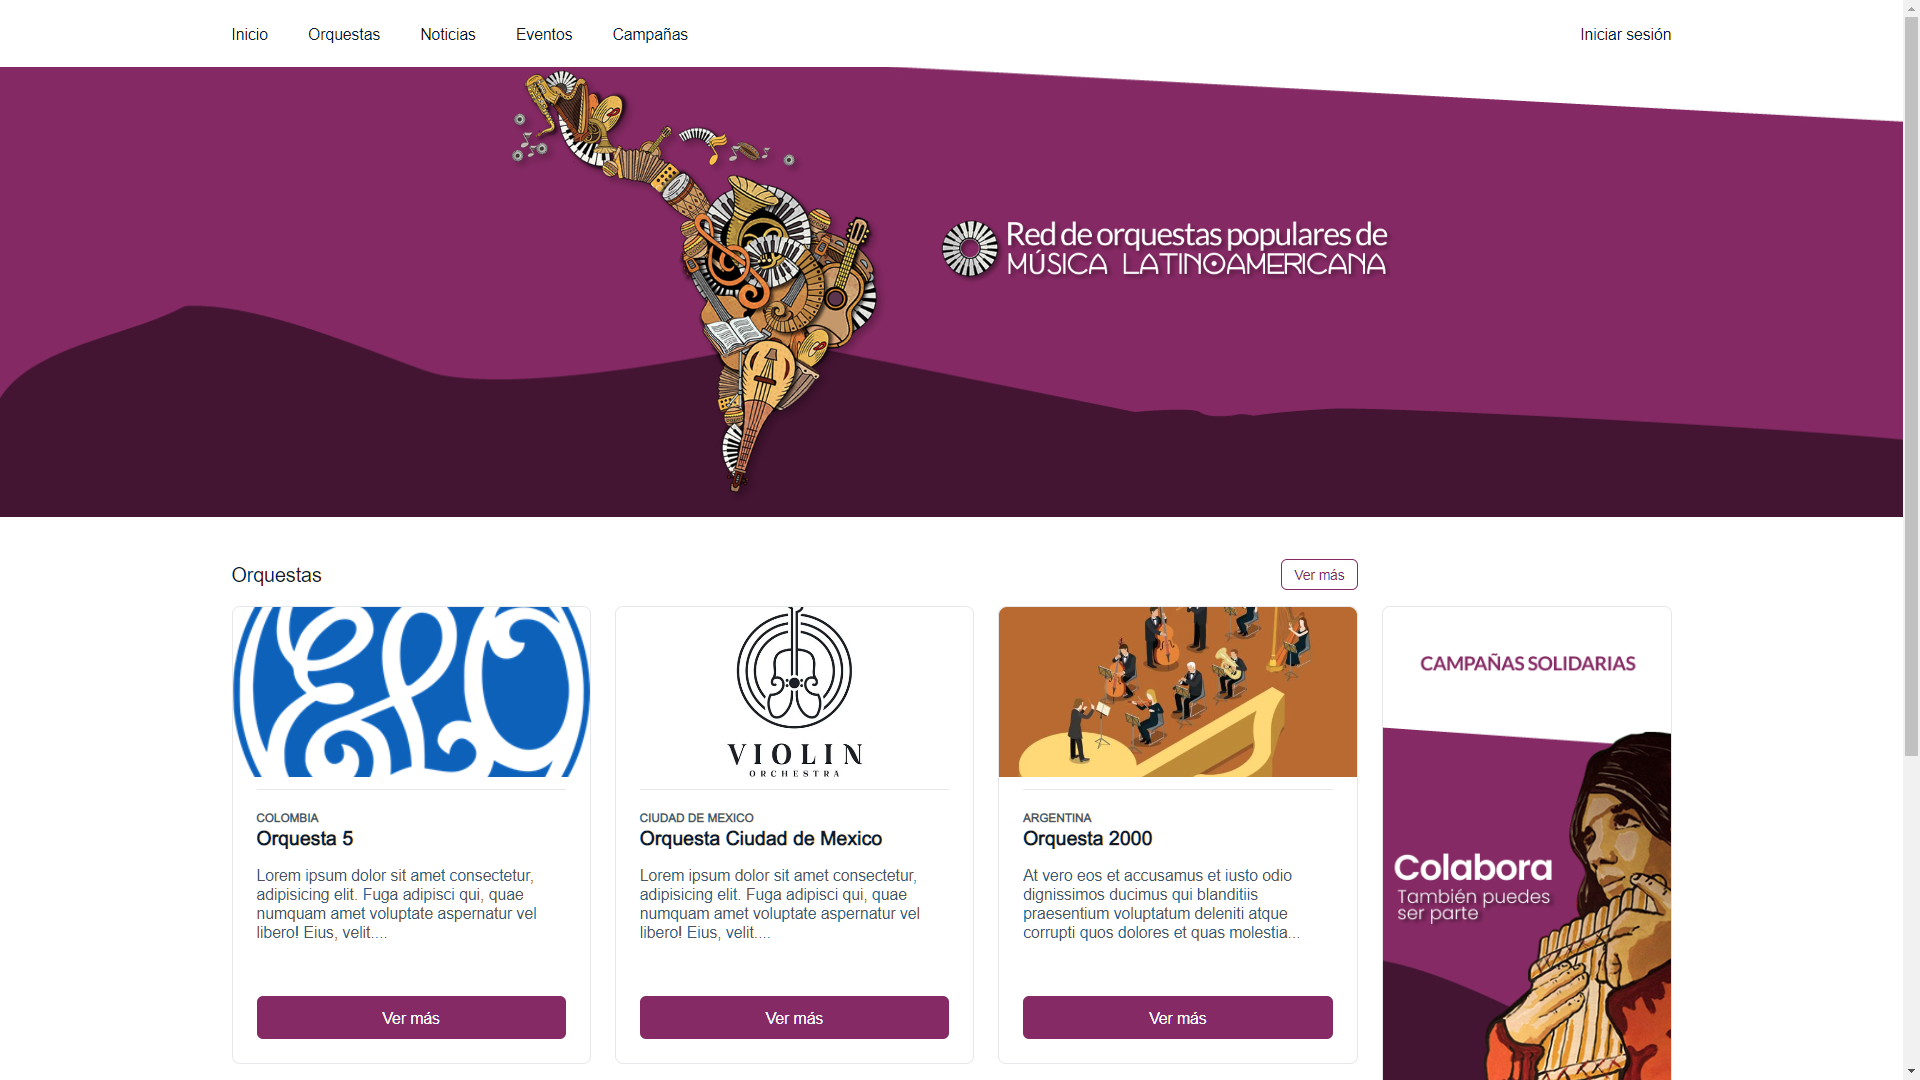 Inicio
Orquestas
Noticias
Eventos
Campañas
Iniciar sesión
Red de orquestas populares de
MÚSICA LATINOAMERICANA
Orquestas
Ver más
ELO
COLOMBIA
Orquesta 5
Lorem ipsum dolor sit amet consectetur,
adipisicing elit. Fuga adipisci qui, quae
numquam amet voluptate aspernatur vel
libero! Eius, velit....
Ver más
VIOLIN
ORCHESTRA
CIUDAD DE MEXICO
Orquesta Ciudad de Mexico
Lorem ipsum dolor sit amet consectetur,
adipisicing elit. Fuga adipisci qui, quae
numquam amet voluptate aspernatur vel
libero! Eius, velit....
Ver más
ARGENTINA
Orquesta 2000
At vero eos et accusamus et iusto odio
dignissimos ducimus qui blanditiis
praesentium voluptatum deleniti atque
corrupti quos dolores et quas molestia...
Ver más
CAMPAÑAS SOLIDARIAS
Colabora
También puedes
ser parte